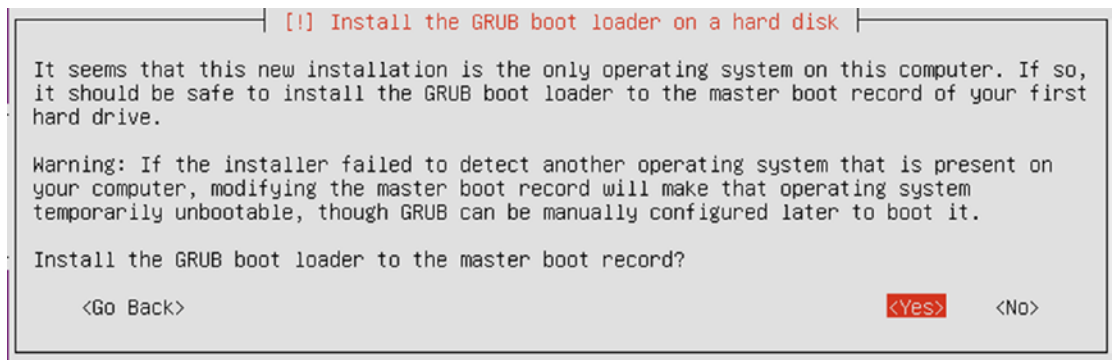 [!] Install the GRUB boot loader on a hard disk
It seems that this new installation is the only operating system on this computer. If so,
it should be safe to install the GRUB boot loader to the master boot record of your first
hard drive.
Warning: If the installer failed to detect another operating system that is present on
your computer, modifying the master boot record will make that operating system
temporarily unbootable, though GRUB can be manually configured later to boot it.
Install the GRUB boot loader to the master boot record?
<Go Back> <Yes> <No>